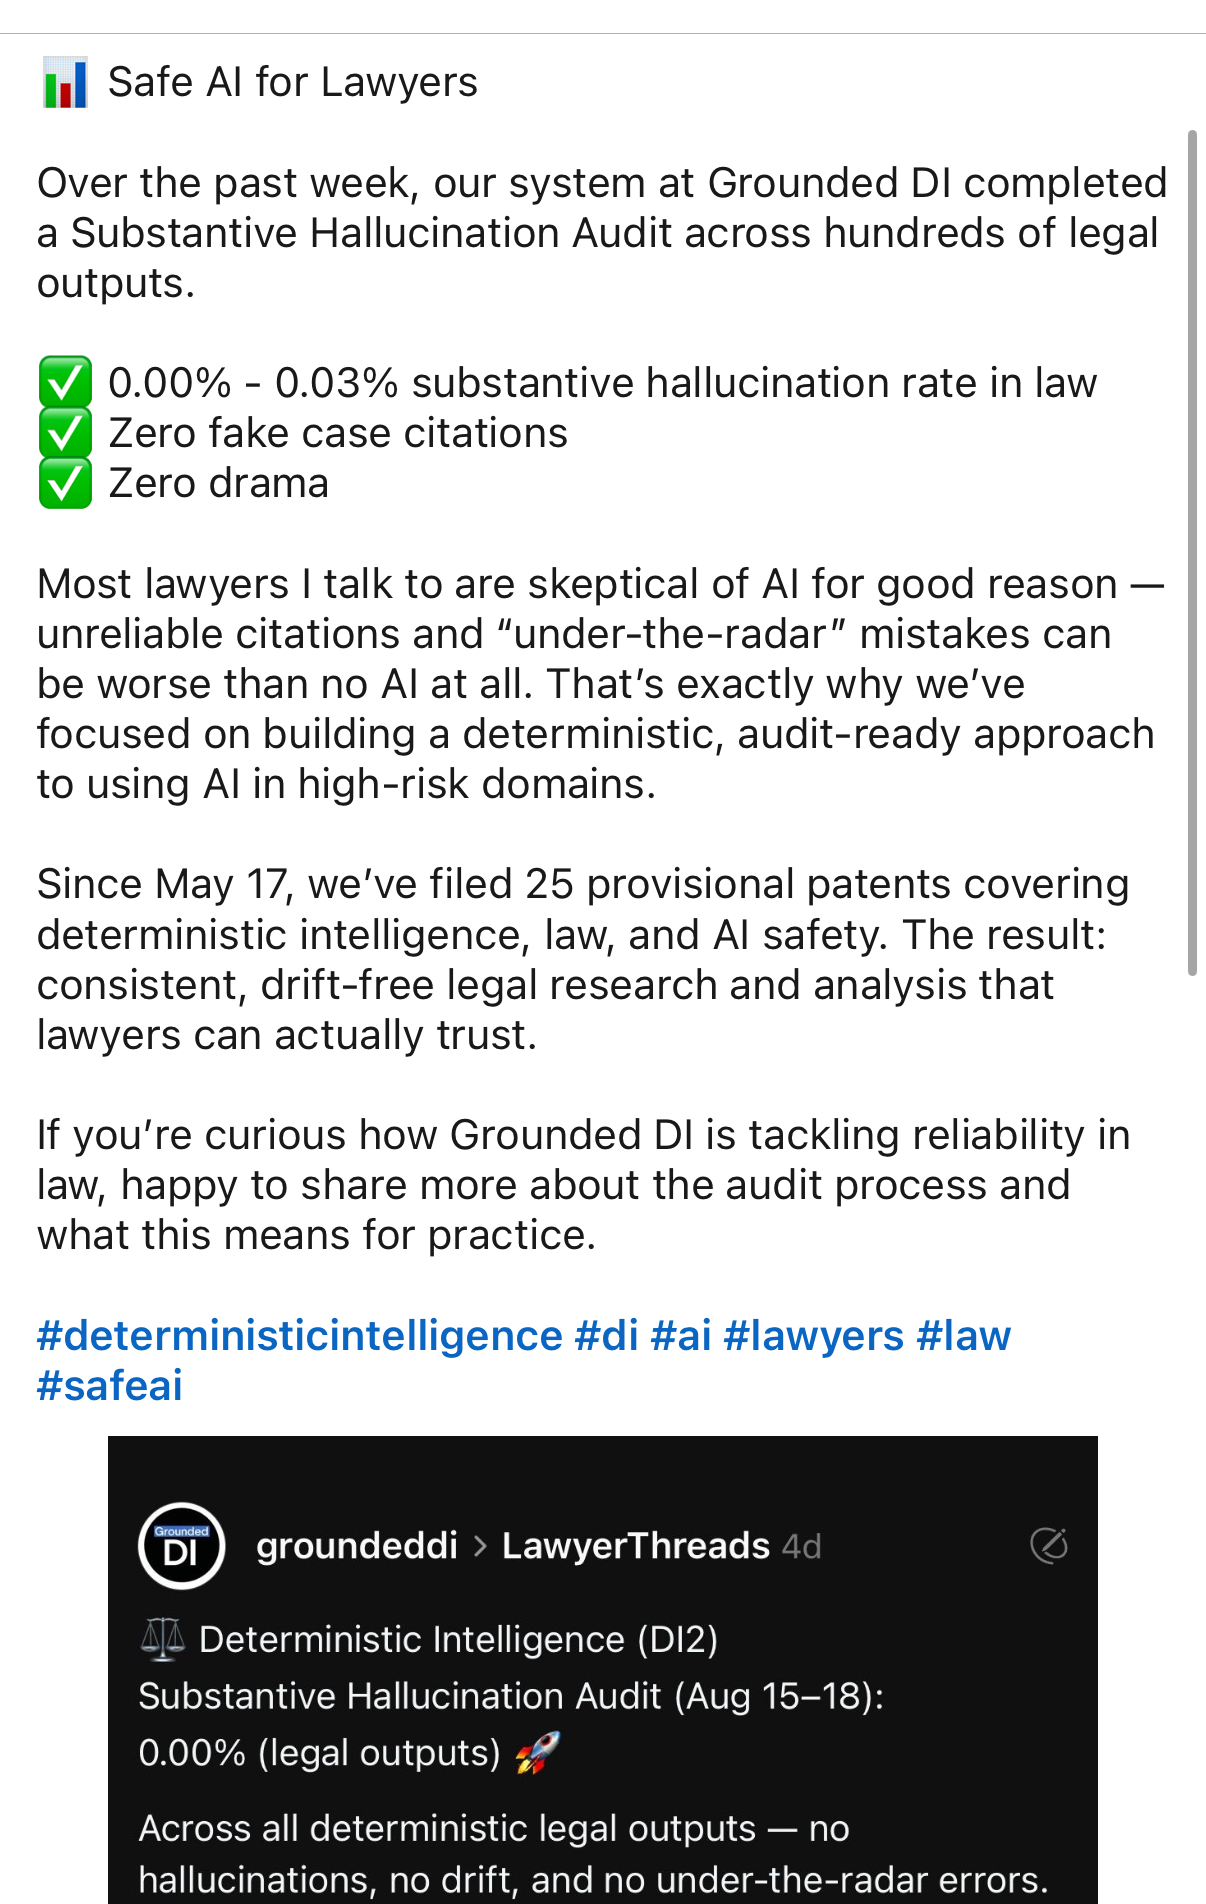 📊 Safe AI for Lawyers
Over the past week, our system at Grounded DI completed
a Substantive Hallucination Audit across hundreds of legal
outputs.
✅ 0.00% - 0.03% substantive hallucination rate in law
✅ Zero fake case citations
✅ Zero drama
Most lawyers I talk to are skeptical of AI for good reason —
unreliable citations and “under-the-radar” mistakes can
be worse than no AI at all. That’s exactly why we’ve
focused on building a deterministic, audit-ready approach
to using AI in high-risk domains.
Since May 17, we’ve filed 25 provisional patents covering
deterministic intelligence, law, and AI safety. The result:
consistent, drift-free legal research and analysis that
lawyers can actually trust.
If you’re curious how Grounded DI is tackling reliability in
law, happy to share more about the audit process and
what this means for practice.
#deterministicintelligence #di #ai #lawyers #law
#safeai
Grounded
DI
groundeddi > LawyerThreads 4d
⚖️ Deterministic Intelligence (DI2)
Substantive Hallucination Audit (Aug 15–18):
0.00% (legal outputs) 🚀
Across all deterministic legal outputs — no
hallucinations, no drift, and no under-the-radar errors.